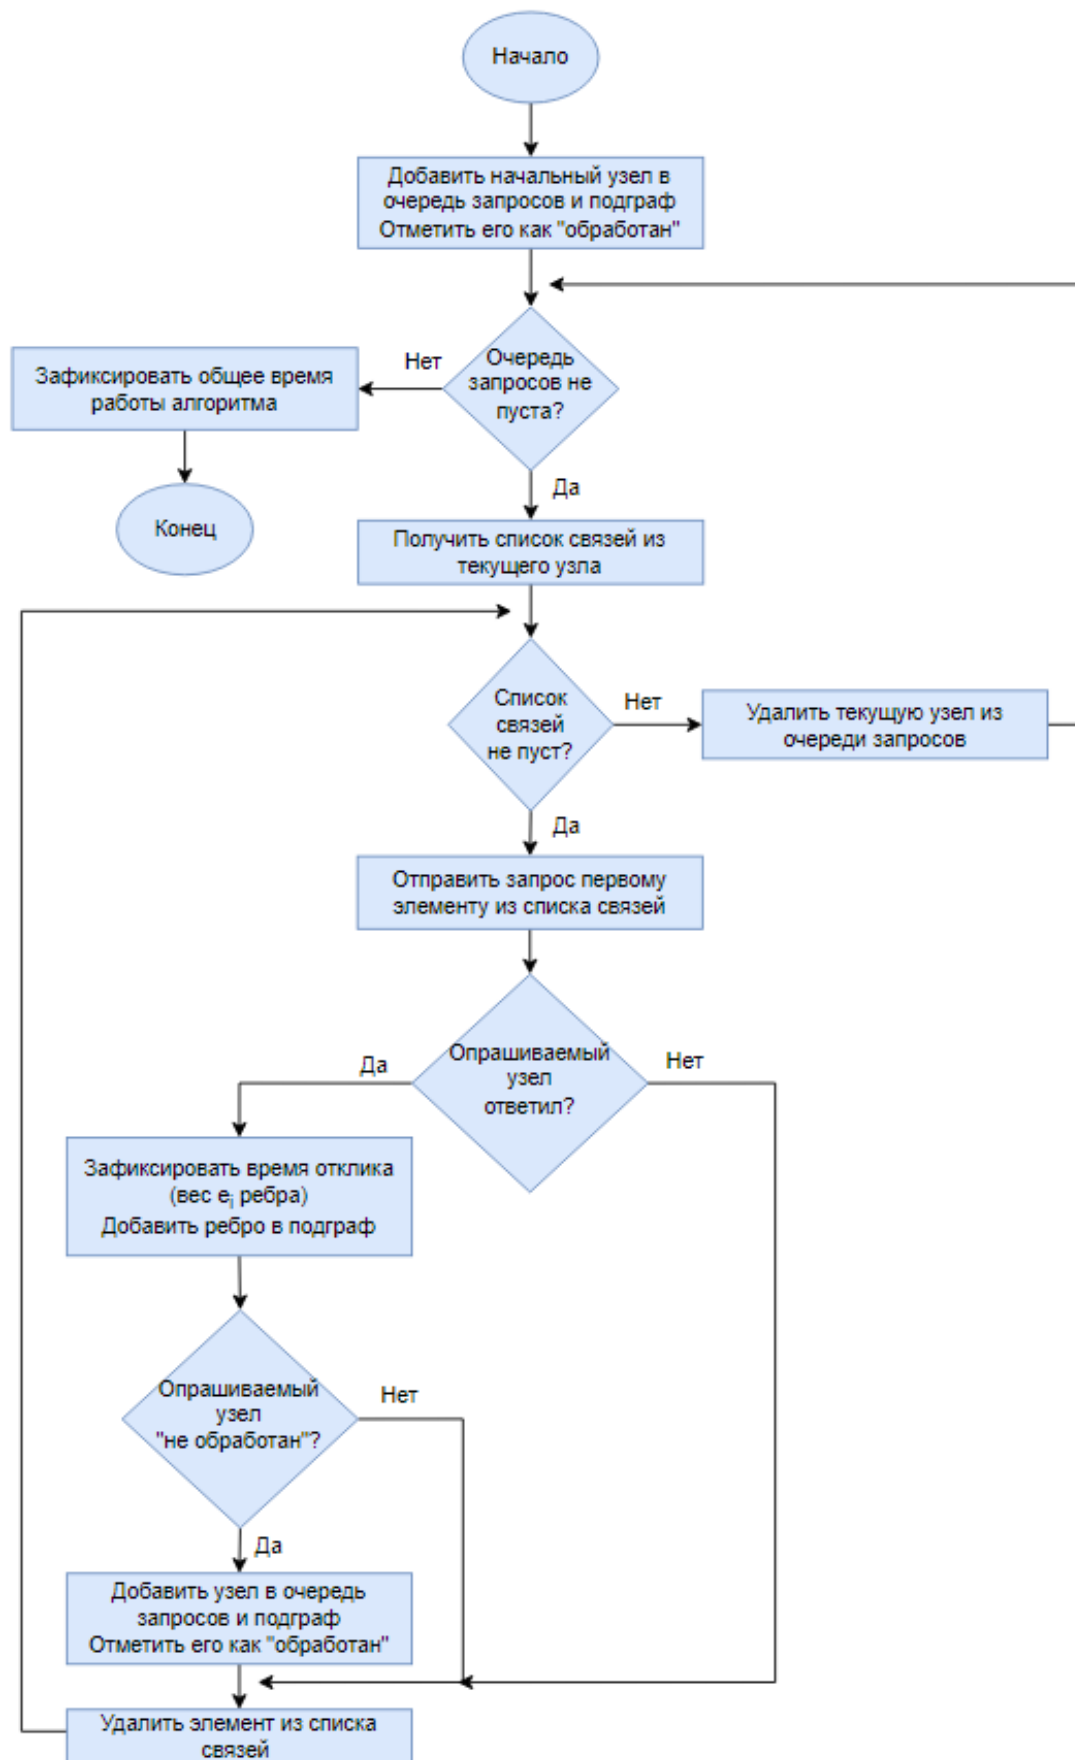 Начало
Добавить начальный узел в
очередь запросов и подграф
Отметить его как "обработан"
Очередь
запросов не
пуста?
Нет
Зафиксировать общее время
работы алгоритма
Конец
Да
Получить список связей из
текущего узла
Список
связей
не пуст?
Нет
Удалить текущую узел из
очереди запросов
Да
Отправить запрос первому
элементу из списка связей
Опрашиваемый
узел
ответил?
Да
Нет
Зафиксировать время отклика
(вес e_i ребра)
Добавить ребро в подграф
Опрашиваемый
узел
"не обработан"?
Нет
Да
Добавить узел в очередь
запросов и подграф
Отметить его как "обработан"
Удалить элемент из списка
связей